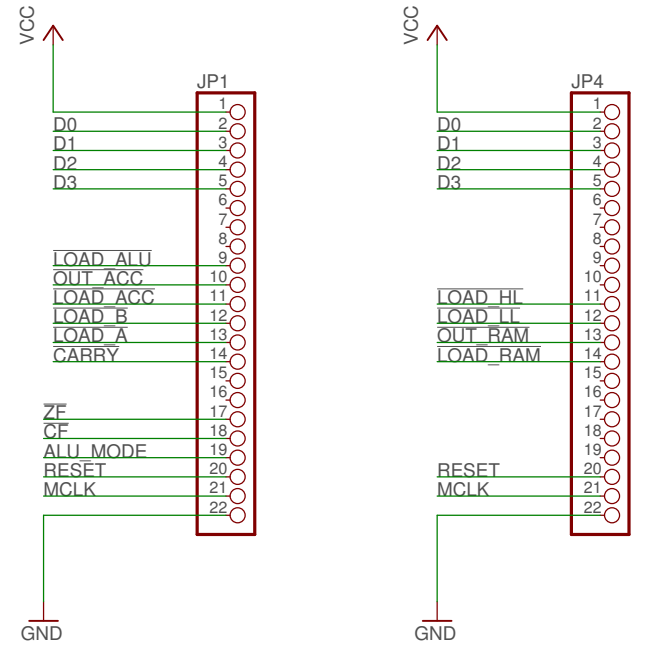 VCC
JP1
1
D0 2
D1 3
D2 4
D3 5
6
7
8
LOAD_ALU 9
OUT_ACC 10
LOAD_ACC 11
LOAD_B 12
LOAD_A 13
CARRY 14
15
16
ZF 17
CF 18
ALU_MODE 19
RESET 20
MCLK 21
22
GND
VCC
JP4
1
D0 2
D1 3
D2 4
D3 5
6
7
8
9
10
LOAD_HL 11
LOAD_LL 12
OUT_RAM 13
LOAD_RAM 14
15
16
17
18
19
RESET 20
MCLK 21
22
GND